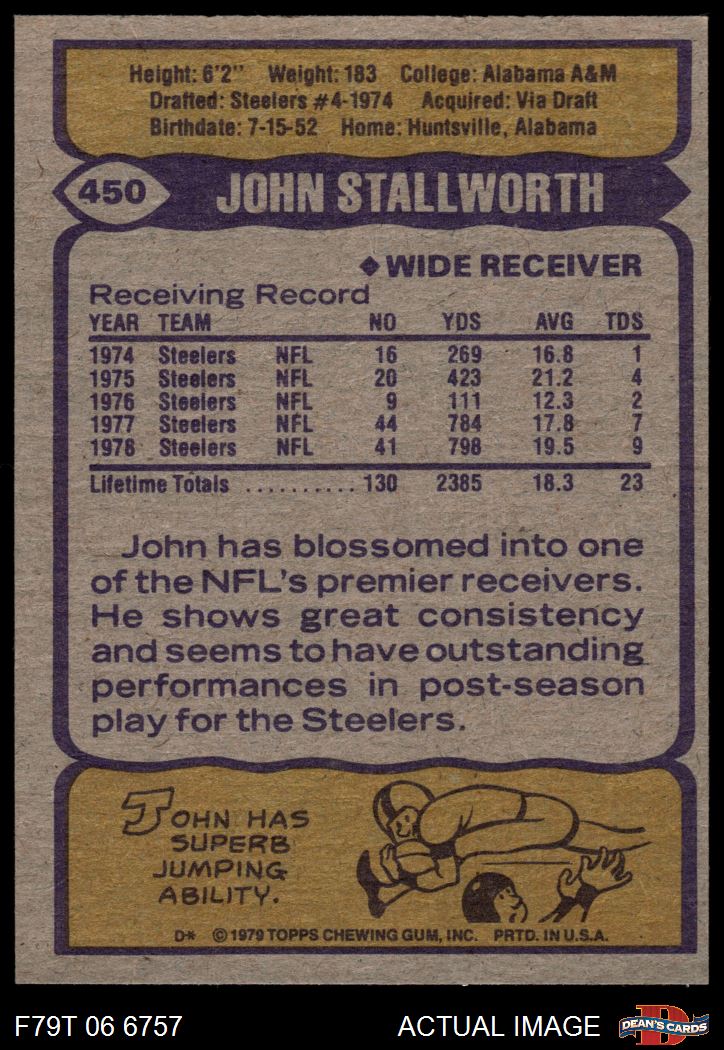 Height: 6'2" Weight: 183 College: Alabama A&M
Drafted: Steelers #4-1974 Acquired: Via Draft
Birthdate: 7-15-52 Home: Huntsville, Alabama
450 JOHN STALLWORTH
◆ WIDE RECEIVER
Receiving Record
YEAR TEAM NO YDS AVG TDS
1974 Steelers NFL 16 269 16.8 1
1975 Steelers NFL 20 423 21.2 4
1976 Steelers NFL 9 111 12.3 2
1977 Steelers NFL 44 784 17.8 7
1978 Steelers NFL 41 798 19.5 9
Lifetime Totals .......... 130 2385 18.3 23
John has blossomed into one
of the NFL's premier receivers.
He shows great consistency
and seems to have outstanding
performances in post-season
play for the Steelers.
JOHN HAS
SUPERB
JUMPING
ABILITY.
D* ©1979 TOPPS CHEWING GUM, INC. PRTD. IN U.S.A.
F79T 06 6757 ACTUAL IMAGE DEAN'S CARDS